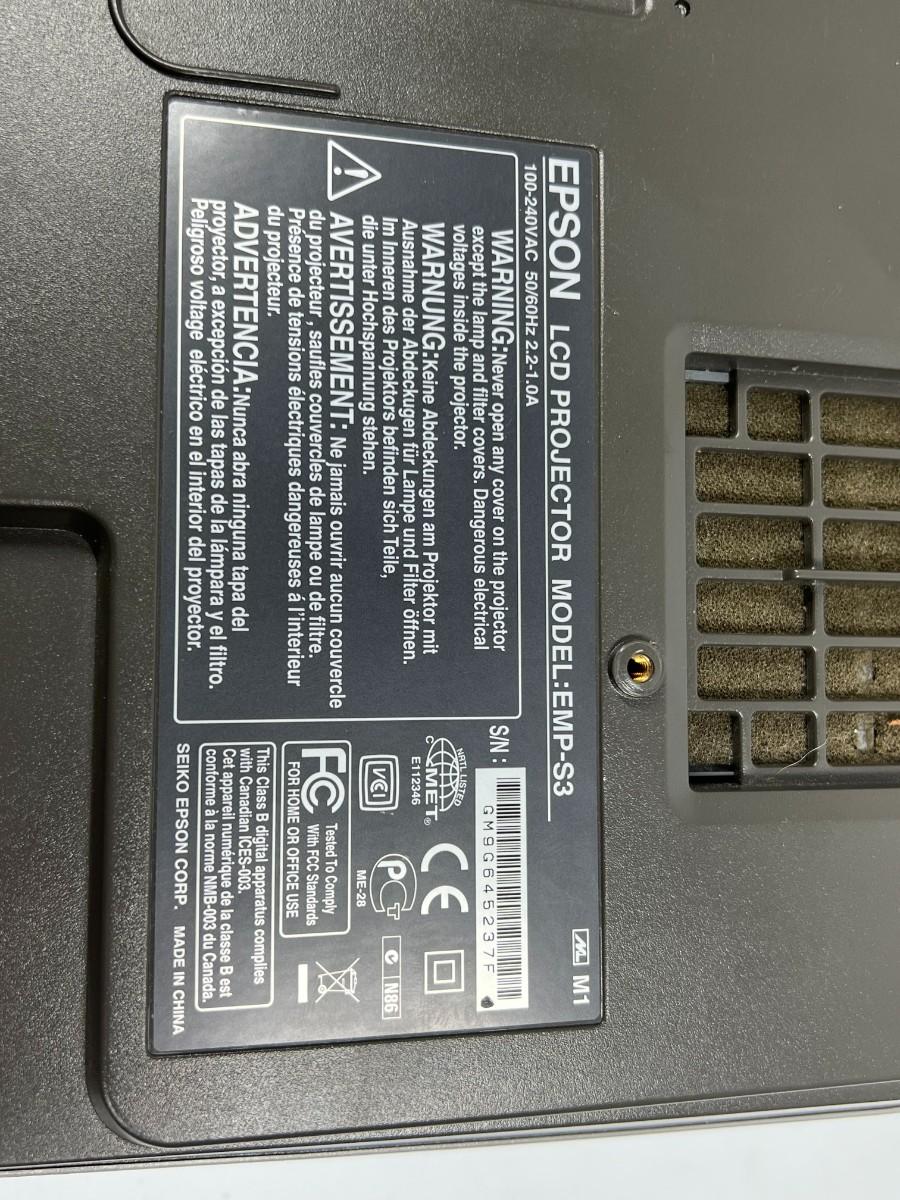 EPSON LCD PROJECTOR MODEL:EMP-S3
100-240VAC 50/60Hz 2.2-1.0A
WARNING:Never open any cover on the projector
except the lamp and filter covers. Dangerous electrical
voltages inside the projector.
WARNUNG:Keine Abdeckungen am Projektor mit
Ausnahme der Abdeckugen für Lampe und Filter öffnen.
Im Inneren des Projektors befinden sich Teile,
die unter Hochspannung stehen.
AVERTISSEMENT: Ne jamais ouvrir aucun couvercle
du projecteur , saufles couvercles de lampe ou de filtre.
Présence de tensions électriques dangereuses á l'interieur
du projecteur.
ADVERTENCIA:Nunca abra ninguna tapa del
proyector, a excepción de las tapas de la lámpara y el filtro.
Peligroso voltage eléctrico en el interior del proyector.
M1
S/N :
GM9G645237F
NRTL LISTED
C MET®
E112346
CE
VCI
PCT
ME-28
N86
FC Tested To Comply
With FCC Standards
FOR HOME OR OFFICE USE
This Class B digital apparatus complies
with Canadian ICES-003.
Cet appareil numérique de la classe B est
conforme à la norme NMB-003 du Canada.
SEIKO EPSON CORP. MADE IN CHINA